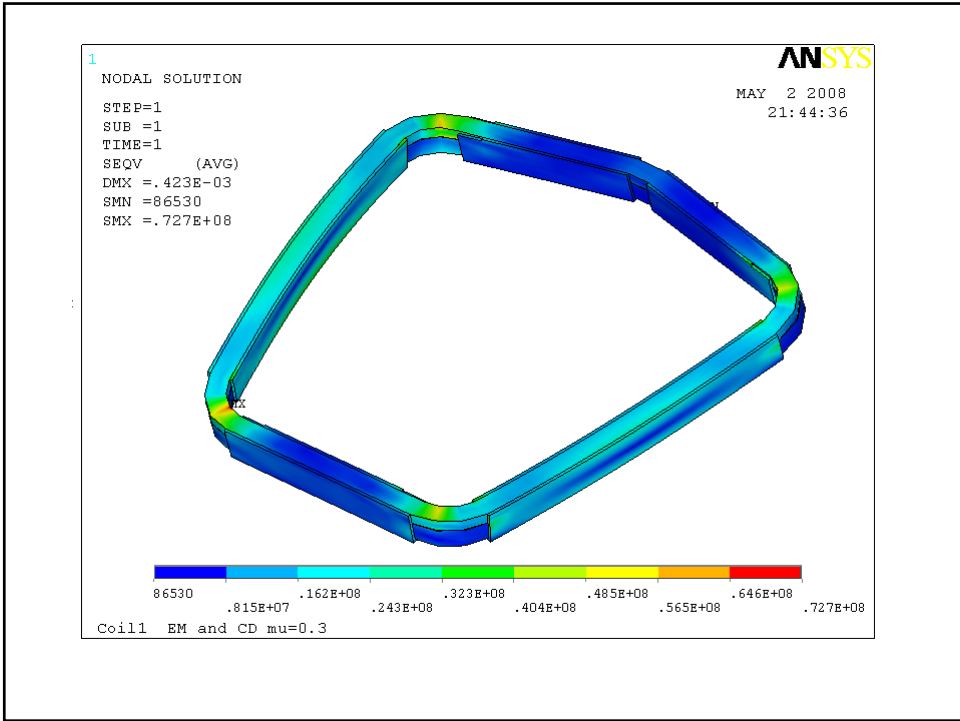 1
ANSYS
NODAL SOLUTION
MAY 2 2008
21:44:36
STEP=1
SUB =1
TIME=1
SEQV (AVG)
DMX =.423E-03
SMN =86530
SMX =.727E+08
MX
86530 .162E+08 .323E+08 .485E+08 .646E+08
.815E+07 .243E+08 .404E+08 .565E+08 .727E+08
Coil1 EM and CD mu=0.3